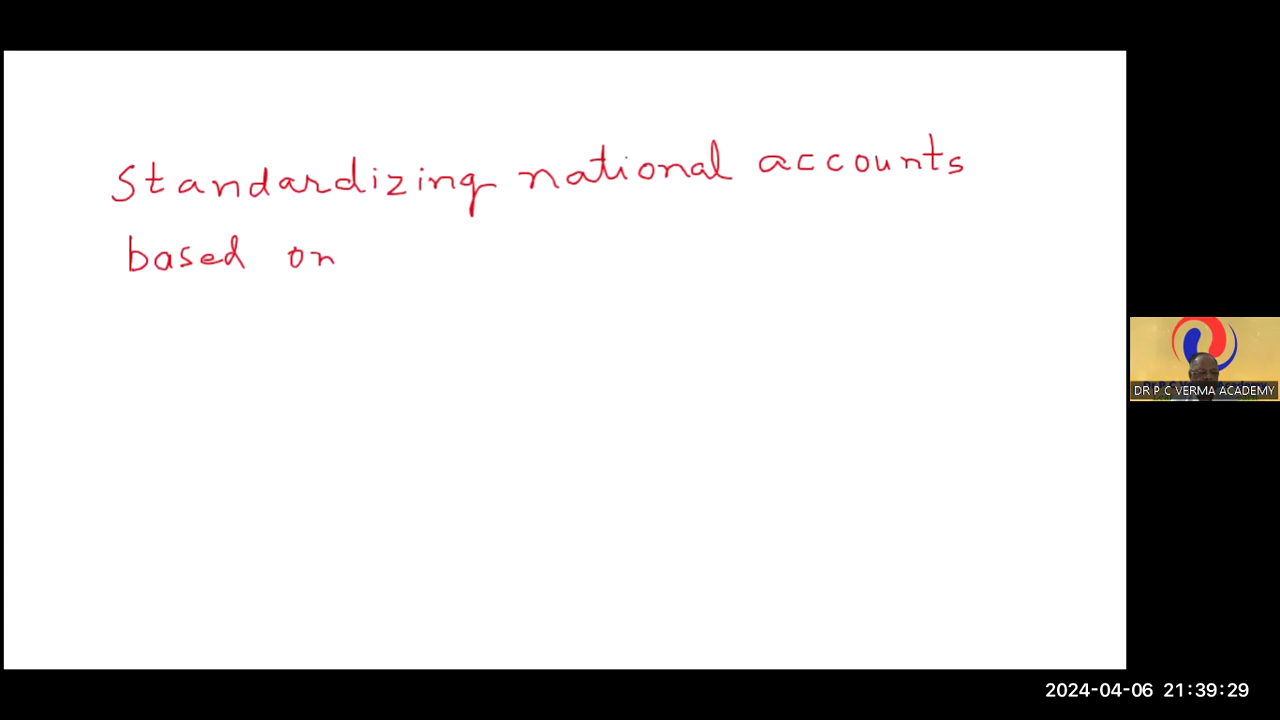 Standardizing national accounts
based on
DR P C VERMA ACADEMY
2024-04-06 21:39:29